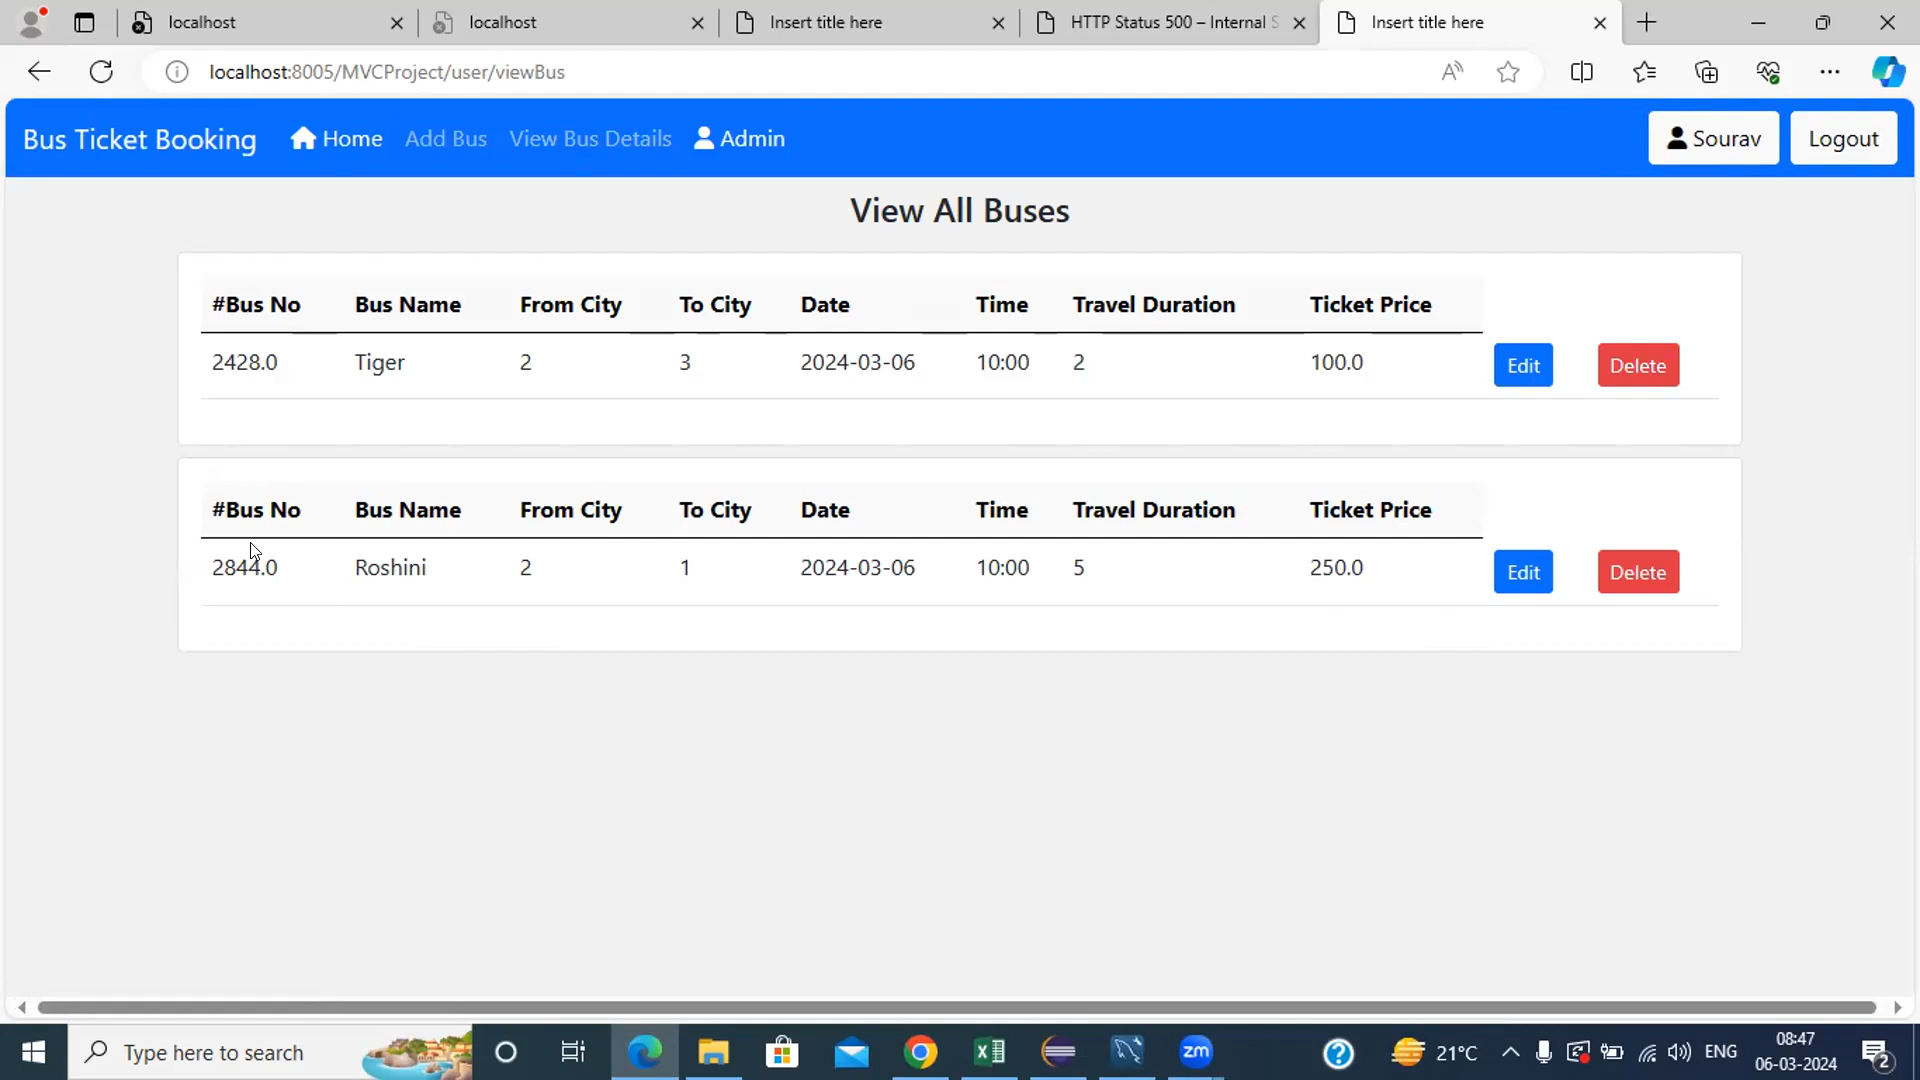 localhost
localhost
Insert title here
HTTP Status 500 – Internal S
Insert title here
localhost:8005/MVCProject/user/viewBus
Bus Ticket Booking Home Add Bus View Bus Details Admin Sourav Logout
View All Buses
#Bus No Bus Name From City To City Date Time Travel Duration Ticket Price
2428.0 Tiger 2 3 2024-03-06 10:00 2 100.0 Edit Delete
#Bus No Bus Name From City To City Date Time Travel Duration Ticket Price
2844.0 Roshini 2 1 2024-03-06 10:00 5 250.0 Edit Delete
Type here to search
zm
21°C
ENG
08:47
06-03-2024
2